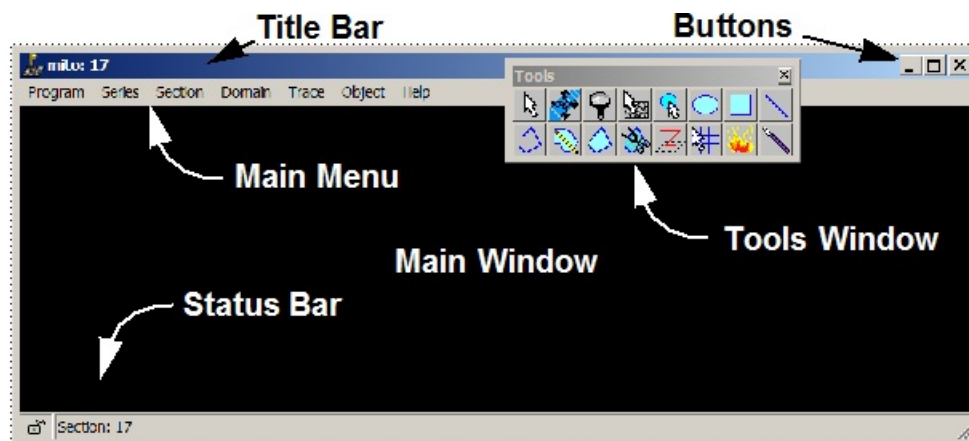 Title Bar
Buttons
mito: 17
Tools
Program Series Section Domain Trace Object Help
Main Menu
Tools Window
Main Window
Status Bar
Section: 17